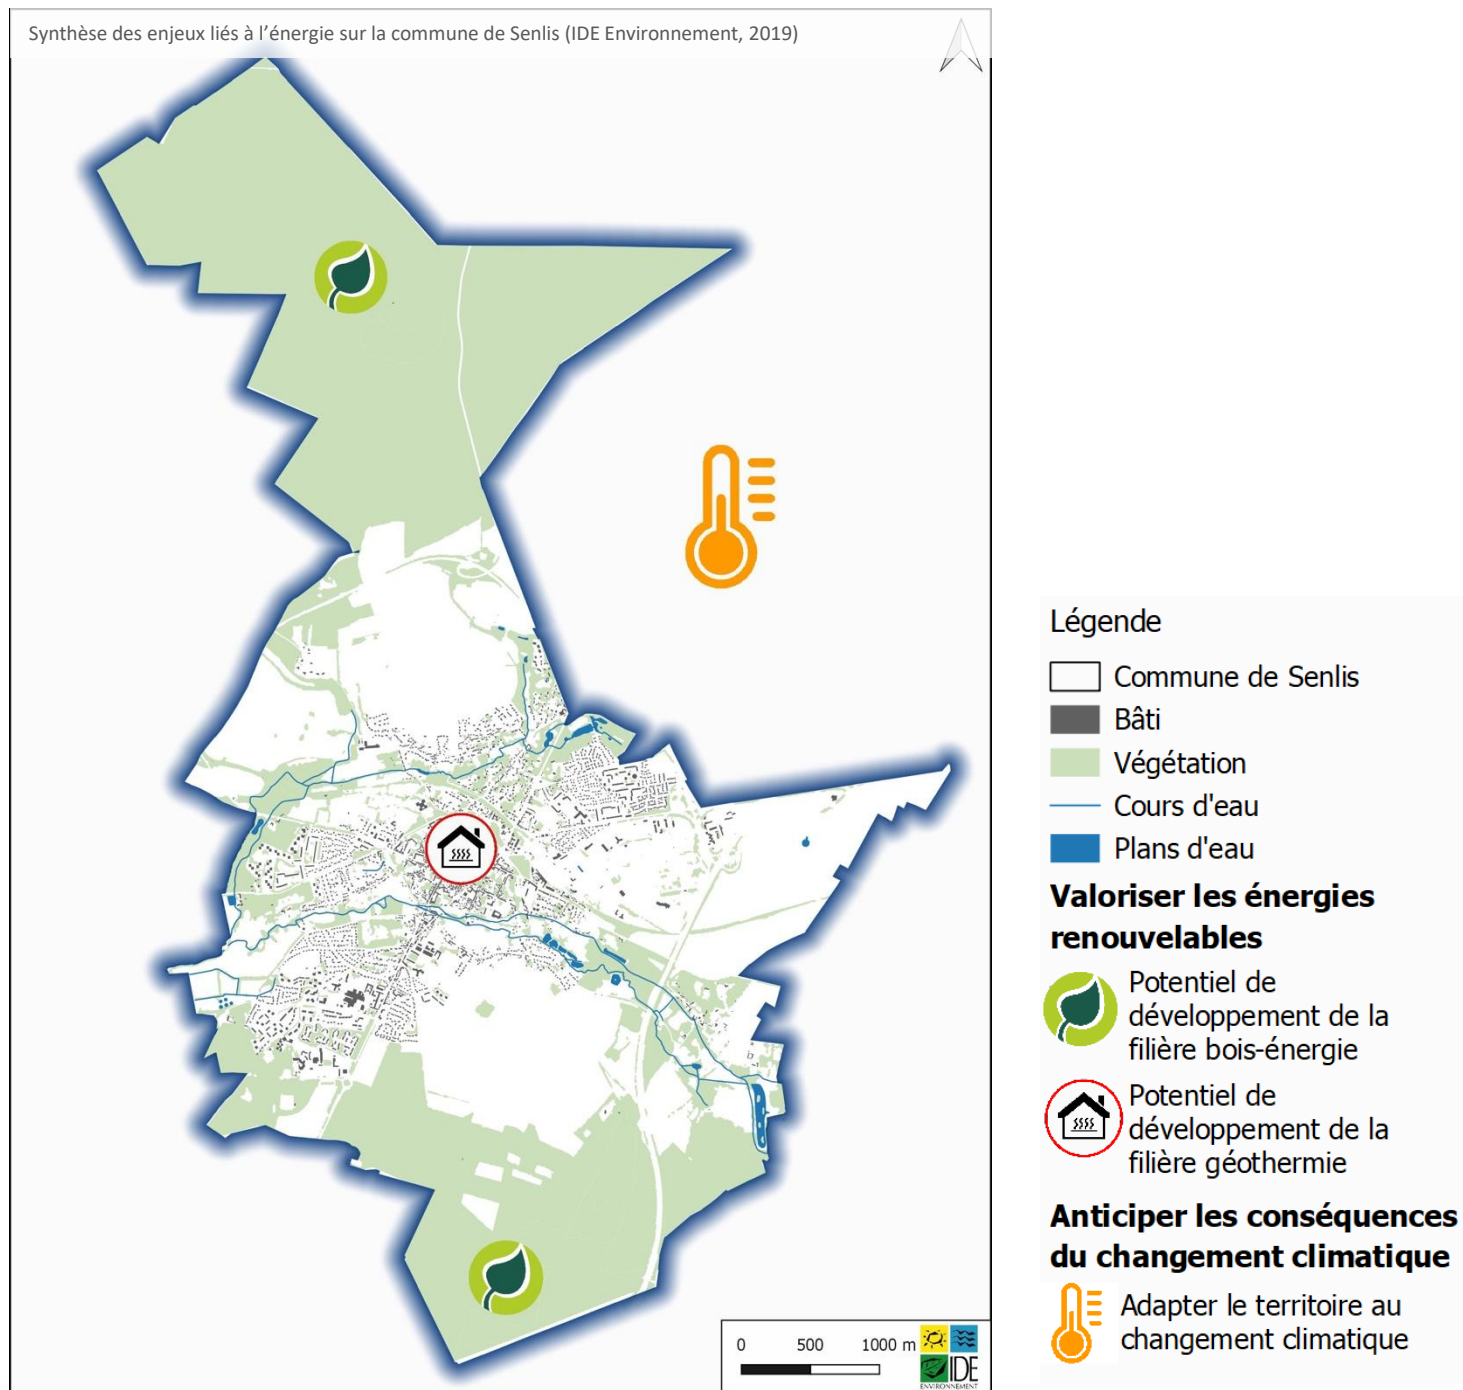 Synthèse des enjeux liés à l'énergie sur la commune de Senlis (IDE Environnement, 2019)
Légende
Commune de Senlis
Bâti
Végétation
Cours d'eau
Plans d'eau
Valoriser les énergies
renouvelables
Potentiel de
développement de la
filière bois-énergie
Potentiel de
développement de la
filière géothermie
Anticiper les conséquences
du changement climatique
Adapter le territoire au
changement climatique
0 500 1000 m
IDE
ENVIRONNEMENT